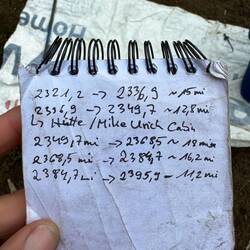 2321,2 → 2336,9 ~ 15 mi
2336,9 → 2349,7 ~ 12,8 mi
↳ Hütte / Mike Urich Cabin
2349,7mi → 2368,5 ~ 19 mi
2368,5 mi → 2384,7 ~ 16,2 mi
2384,7 mi → 2395,9 ~ 11,2 mi